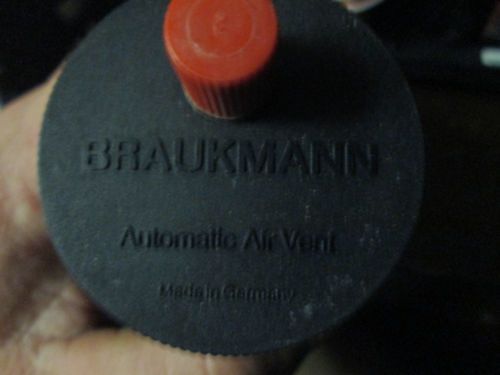 BRAUKMANN
Automatic Air Vent
Made in Germany